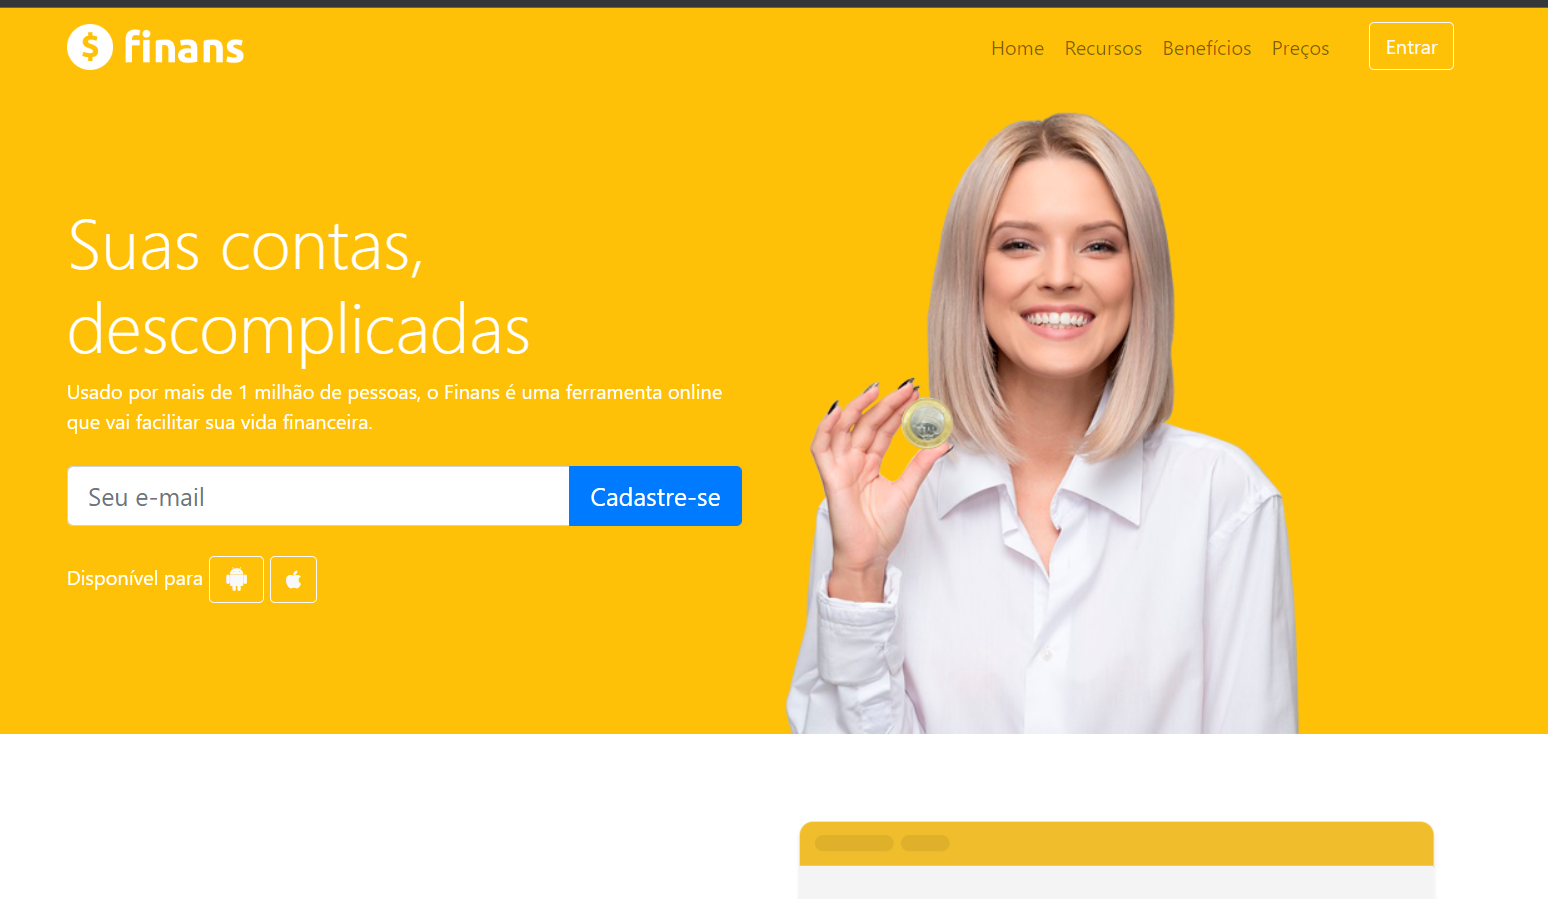 finans
Home Recursos Benefícios Preços Entrar
Suas contas,
descomplicadas
Usado por mais de 1 milhão de pessoas, o Finans é uma ferramenta online
que vai facilitar sua vida financeira.
Seu e-mail Cadastre-se
Disponível para